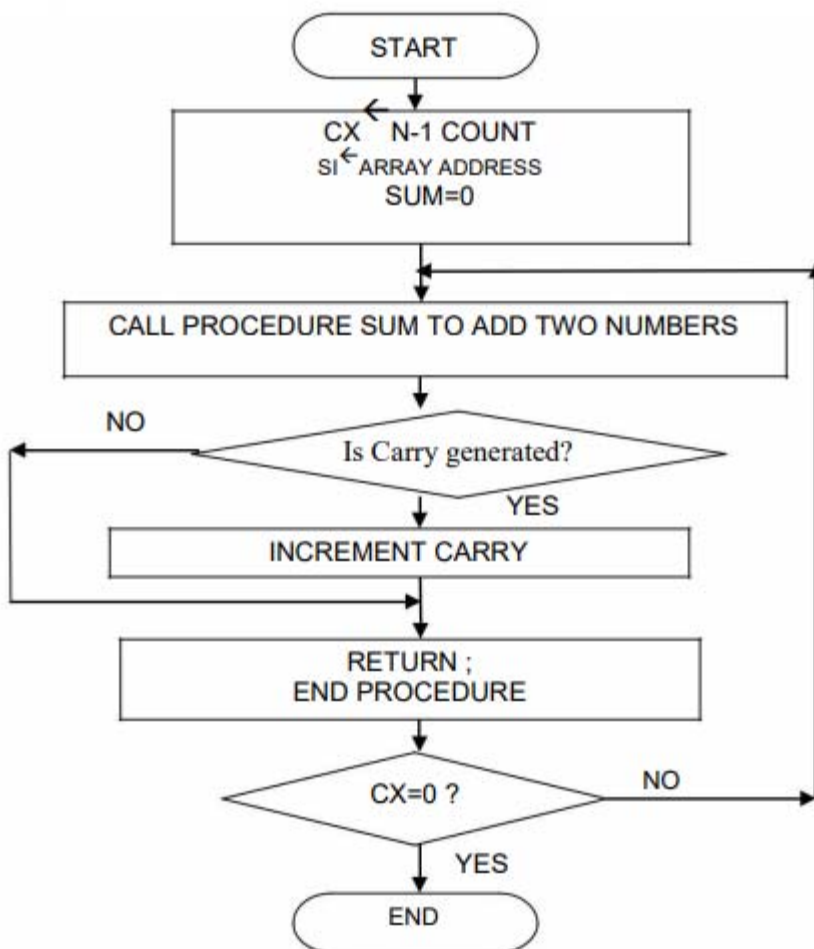 START
CX ← N-1 COUNT
SI ← ARRAY ADDRESS
SUM=0
CALL PROCEDURE SUM TO ADD TWO NUMBERS
NO
Is Carry generated?
YES
INCREMENT CARRY
RETURN ;
END PROCEDURE
CX=0 ?
NO
YES
END